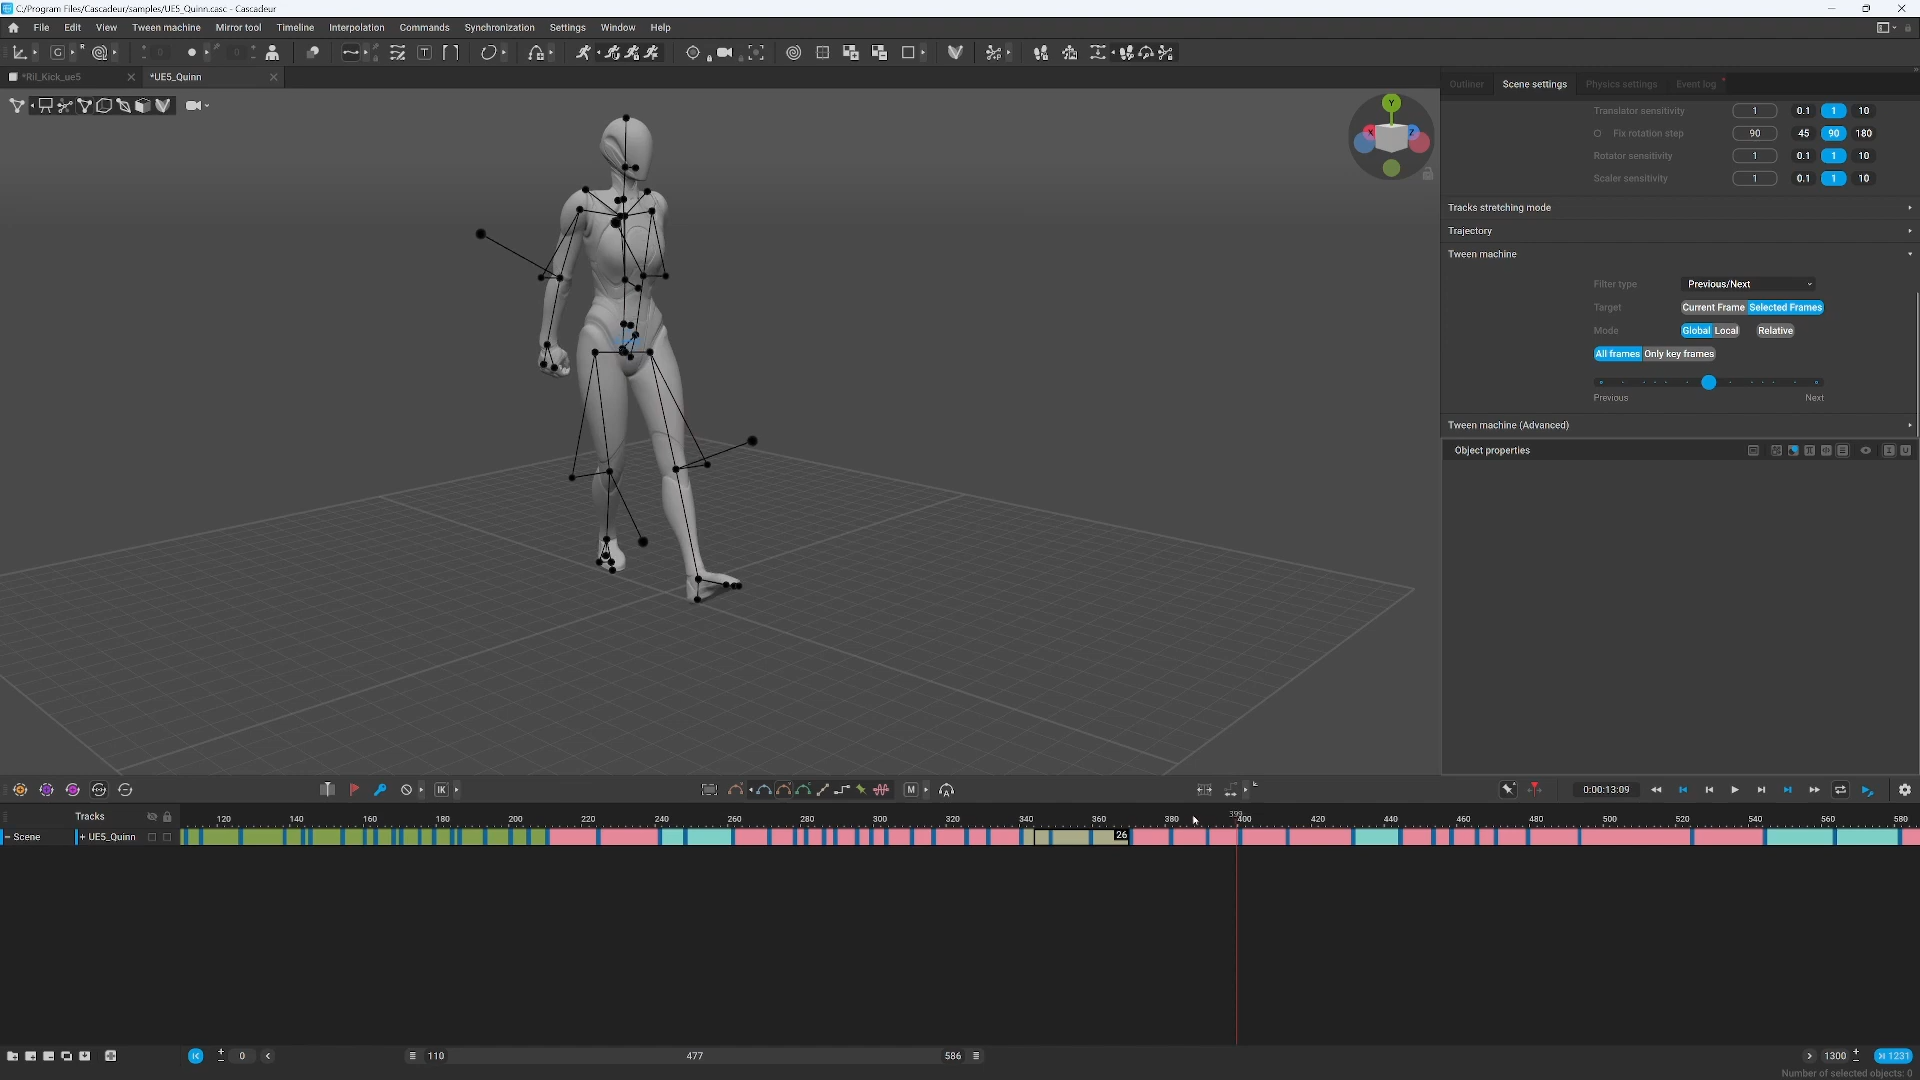 C:/Program Files/Cascadeur/samples/UE5_Quinn.casc - Cascadeur
File Edit View Tween machine Mirror tool Timeline Interpolation Commands Synchronization Settings Window Help
G R 0 0 T
*Ril_Kick_ue5 *UE5_Quinn
Outliner Scene settings Physics settings Event log
Y X Z
Translator sensitivity 1 0.1 1 10
Fix rotation step 90 45 90 180
Rotator sensitivity 1 0.1 1 10
Scaler sensitivity 1 0.1 1 10
Tracks stretching mode
Trajectory
Tween machine
Filter type Previous/Next
Target Current Frame Selected Frames
Mode Global Local Relative
All frames Only key frames
Previous Next
Tween machine (Advanced)
Object properties
IK M A 0:00:13:09
Tracks 120 140 160 180 200 220 240 260 280 300 320 340 360 380 399 400 420 440 460 480 500 520 540 560 580
Scene + UE5_Quinn 26
0 110 477 586 1300 1231
Number of selected objects: 0